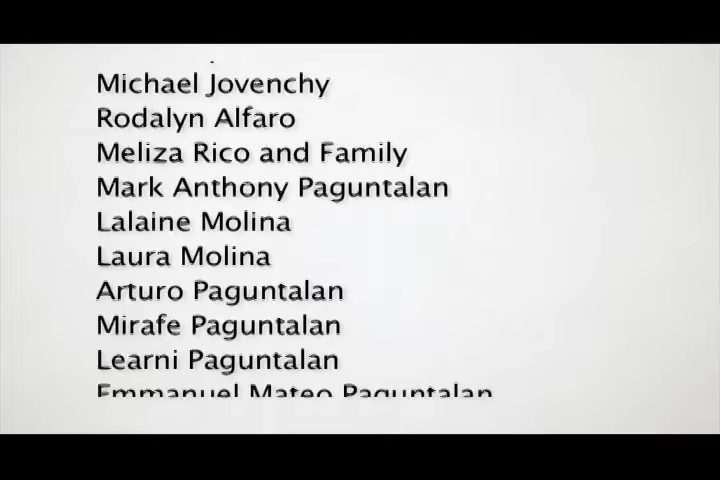 Michael Jovenchy
Rodalyn Alfaro
Meliza Rico and Family
Mark Anthony Paguntalan
Lalaine Molina
Laura Molina
Arturo Paguntalan
Mirafe Paguntalan
Learni Paguntalan
Emmanuel Mateo Paguntalan